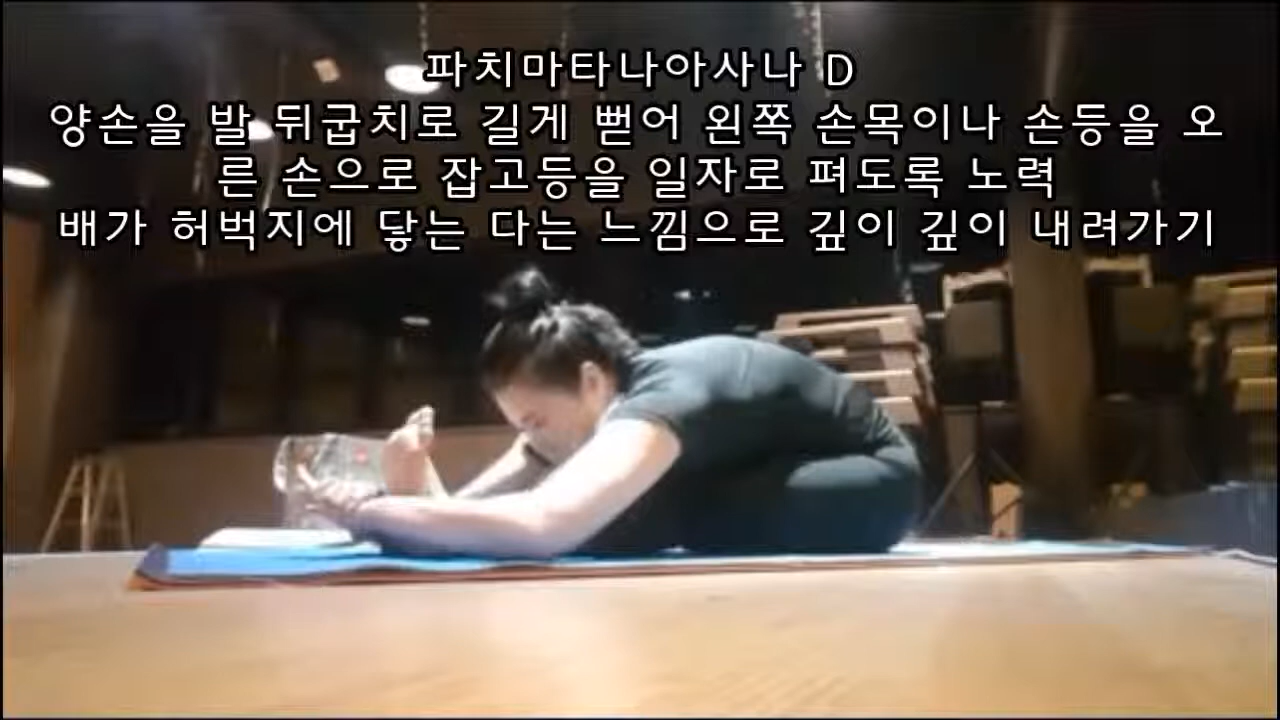 파치마타나아사나 D
양손을 발 뒤굽치로 길게 뻗어 왼쪽 손목이나 손등을 오
른 손으로 잡고등을 일자로 펴도록 노력
배가 허벅지에 닿는 다는 느낌으로 깊이 깊이 내려가기